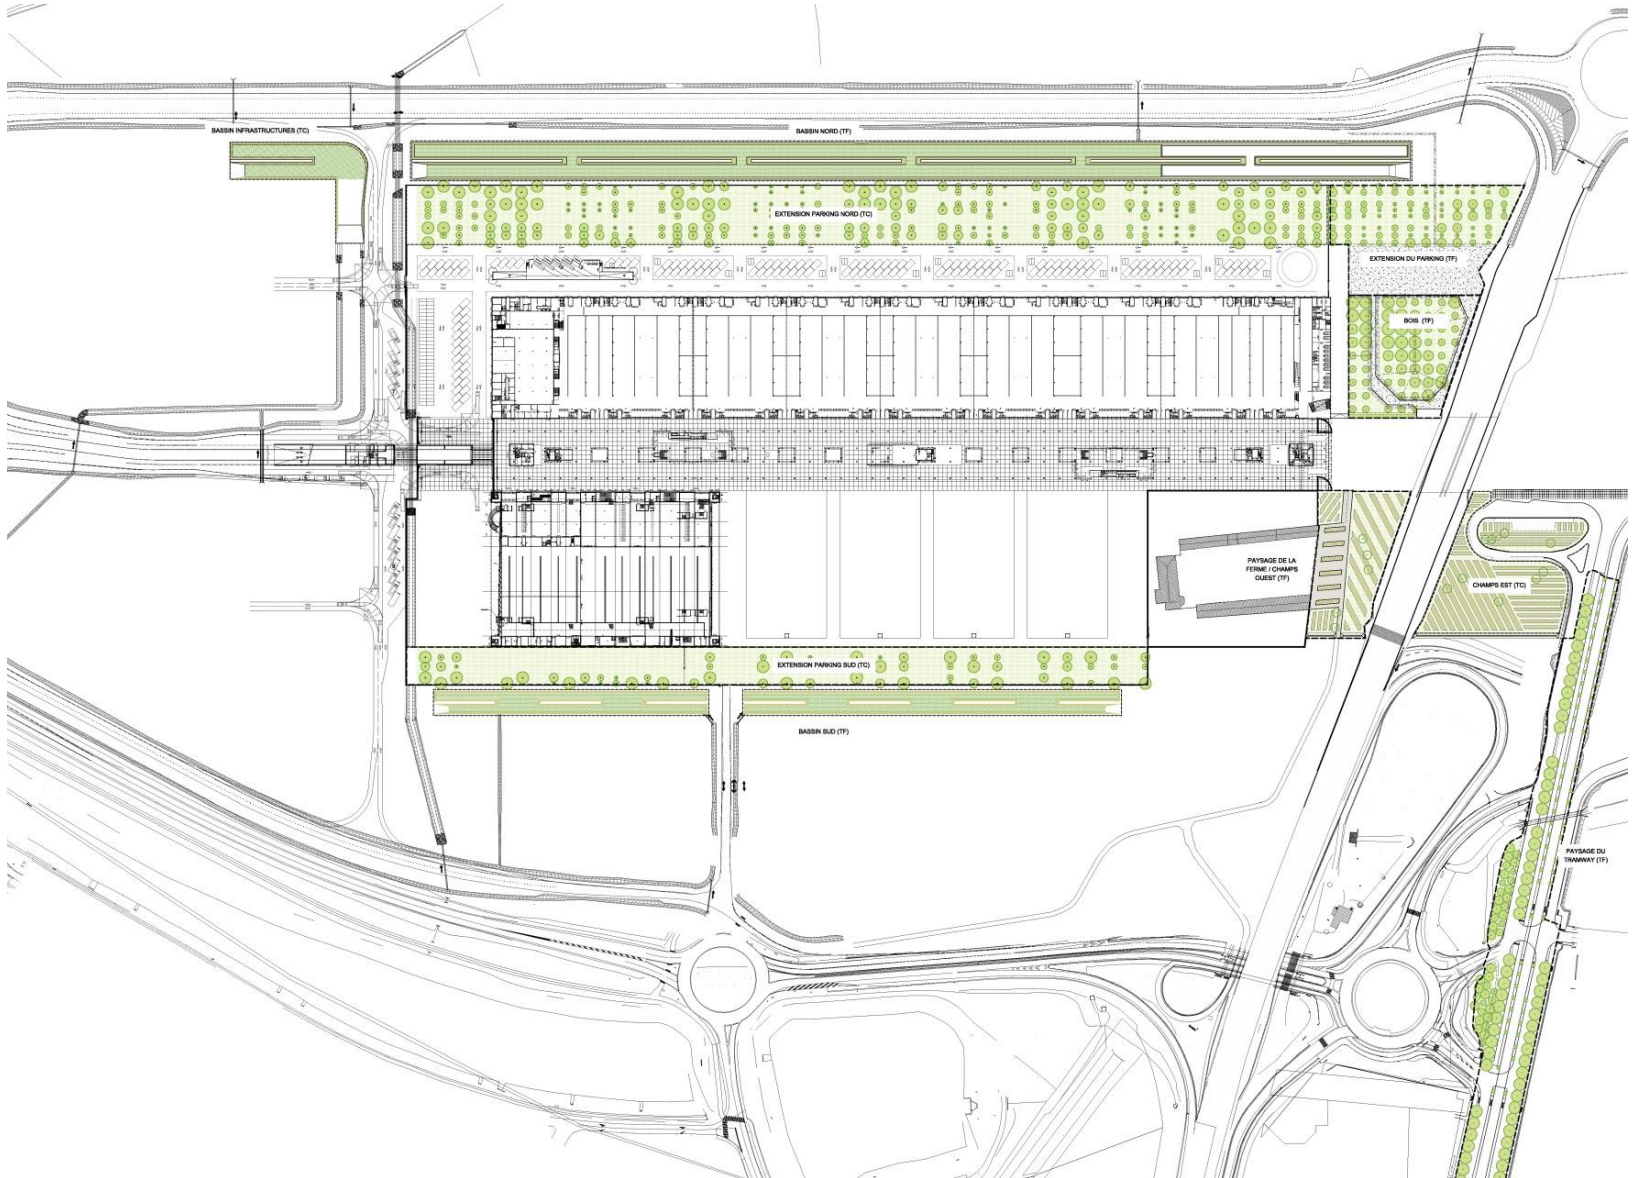 BASSIN INFRASTRUCTURES (TC)
BASSIN NORD (TF)
EXTENSION PARKING NORD (TC)
EXTENSION DU PARKING (TF)
BOIS (TF)
PAYSAGE DE LA
FERME / CHAMPS
OUEST (TF)
CHAMPS EST (TC)
EXTENSION PARKING SUD (TC)
BASSIN SUD (TF)
PAYSAGE DU
TRAMWAY (TF)